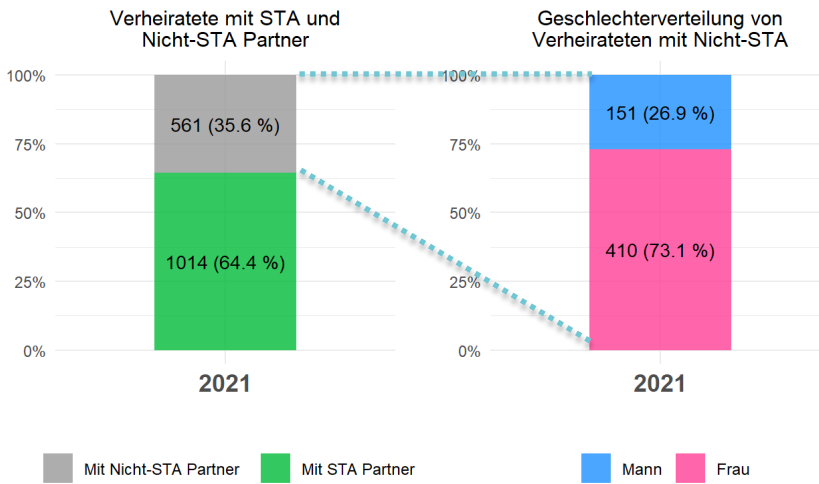 Verheiratete mit STA und
Nicht-STA Partner
100%
75%
50%
25%
0%
561 (35.6 %)
1014 (64.4 %)
2021
Mit Nicht-STA Partner
Mit STA Partner
Geschlechterverteilung von
Verheirateten mit Nicht-STA
100%
75%
50%
25%
0%
151 (26.9 %)
410 (73.1 %)
2021
Mann
Frau